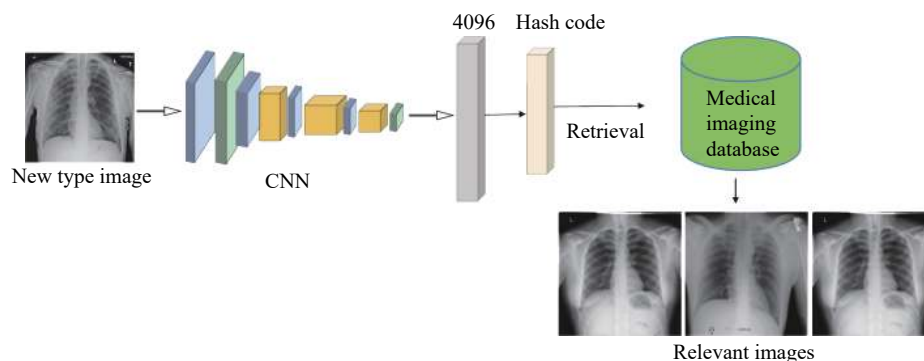 4096
Hash code
Medical
imaging
database
Retrieval
New type image
CNN
L
L
Relevant images